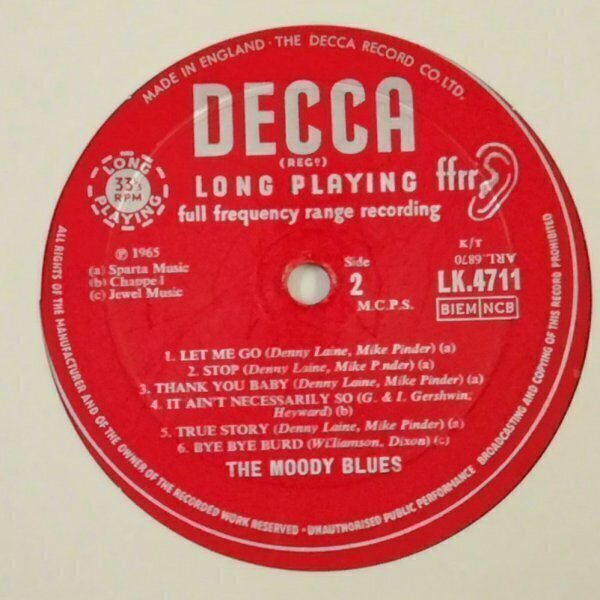 MADE IN ENGLAND · THE DECCA RECORD CO. LTD.
DECCA
(REGD)
LONG PLAYING
33⅓
RPM
LONG PLAYING
ffrr
full frequency range recording
℗ 1965
(a) Sparta Music
(b) Chappell
(c) Jewel Music
Side
2
M.C.P.S.
K/T
ARL.6870
LK.4711
BIEM NCB
1. LET ME GO (Denny Laine, Mike Pinder) (a)
2. STOP (Denny Laine, Mike Pinder) (a)
3. THANK YOU BABY (Denny Laine, Mike Pinder) (a)
4. IT AIN'T NECESSARILY SO (G. & I. Gershwin,
Heyward) (b)
5. TRUE STORY (Denny Laine, Mike Pinder) (a)
6. BYE BYE BURD (Williamson, Dixon) (c)
THE MOODY BLUES
ALL RIGHTS OF THE MANUFACTURER AND OF THE OWNER OF THE RECORDED WORK RESERVED · UNAUTHORISED PUBLIC PERFORMANCE BROADCASTING AND COPYING OF THIS RECORD PROHIBITED